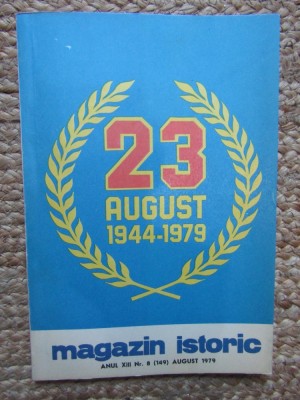 23
AUGUST
1944-1979
magazin istoric
ANUL XIII Nr. 8 (149) AUGUST 1979